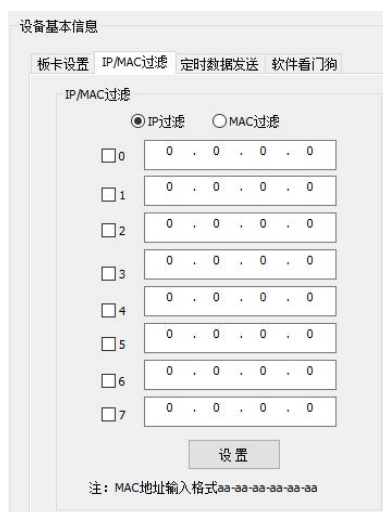 设备基本信息
板卡设置 IP/MAC过滤 定时数据发送 软件看门狗
IP/MAC过滤
IP过滤 MAC过滤
0 0 . 0 . 0 . 0
1 0 . 0 . 0 . 0
2 0 . 0 . 0 . 0
3 0 . 0 . 0 . 0
4 0 . 0 . 0 . 0
5 0 . 0 . 0 . 0
6 0 . 0 . 0 . 0
7 0 . 0 . 0 . 0
设 置
注：MAC地址输入格式aa-aa-aa-aa-aa-aa